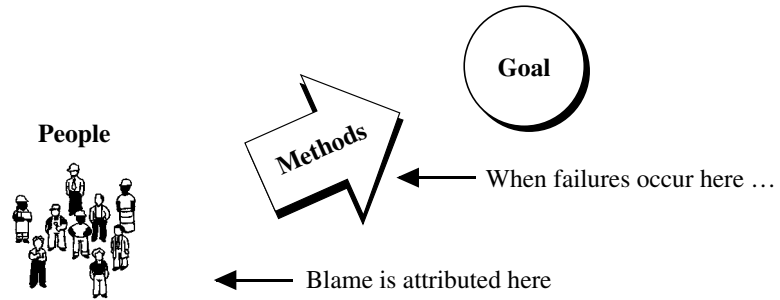 Goal
Methods
People
When failures occur here …
Blame is attributed here